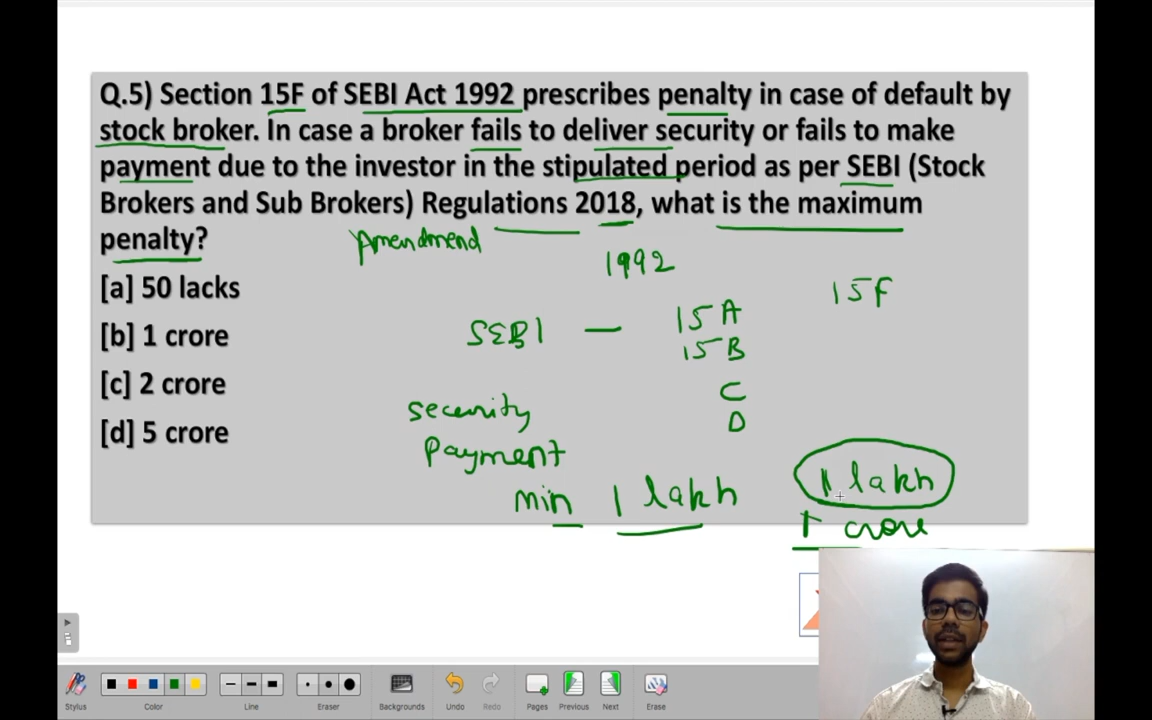 Q.5) Section 15F of SEBI Act 1992 prescribes penalty in case of default by
stock broker. In case a broker fails to deliver security or fails to make
payment due to the investor in the stipulated period as per SEBI (Stock
Brokers and Sub Brokers) Regulations 2018, what is the maximum
penalty?
Amendmend
1992
[a] 50 lacks
15F
[b] 1 crore
SEBI — 15A
15B
[c] 2 crore
C
security
D
[d] 5 crore
Payment
min 1 lakh
1 lakh
1 crore
Stylus
Color
Line
Eraser
Backgrounds
Undo
Redo
Pages
Previous
Next
Erase